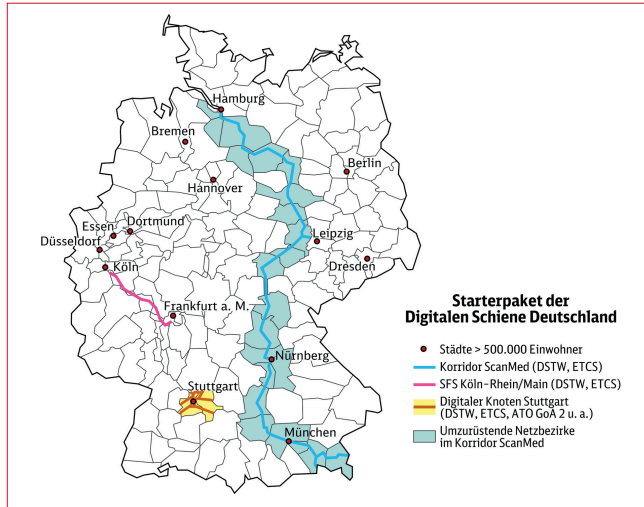 Hamburg
Bremen
Berlin
Hannover
Essen
Dortmund
Düsseldorf
Leipzig
Köln
Dresden
Frankfurt a. M.
Nürnberg
Stuttgart
München
Starterpaket der
Digitalen Schiene Deutschland
Städte > 500.000 Einwohner
Korridor ScanMed (DSTW, ETCS)
SFS Köln–Rhein/Main (DSTW, ETCS)
Digitaler Knoten Stuttgart
(DSTW, ETCS, ATO GoA 2 u. a.)
Umzurüstende Netzbezirke
im Korridor ScanMed